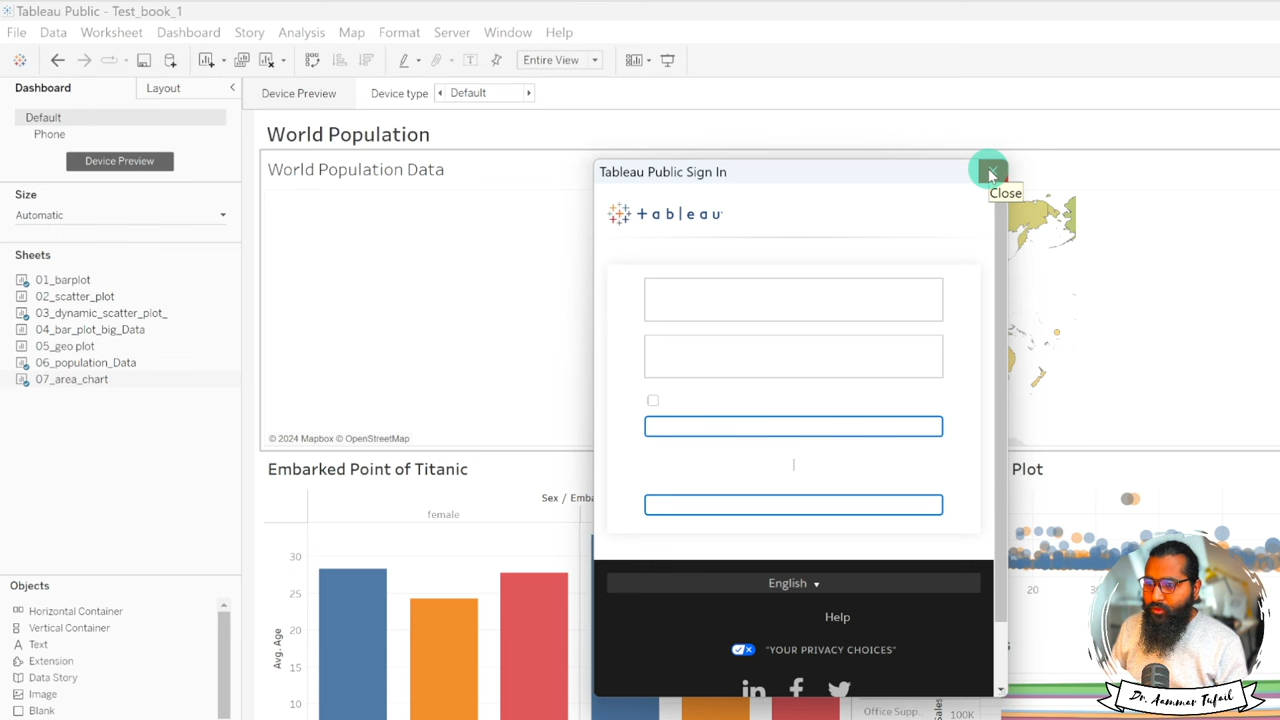 Tableau Public - Test_book_1
File Data Worksheet Dashboard Story Analysis Map Format Server Window Help
Entire View
Dashboard Layout
Device Preview Device type Default
Default
Phone
Device Preview
Size
Automatic
Sheets
01_barplot
02_scatter_plot
03_dynamic_scatter_plot_
04_bar_plot_big_Data
05_geo plot
06_population_Data
07_area_chart
Objects
Horizontal Container
Vertical Container
Text
Extension
Data Story
Image
Blank
World Population
World Population Data
© 2024 Mapbox © OpenStreetMap
Embarked Point of Titanic
Sex / Emba
female
30
25
20
15
10
Avg. Age
Tableau Public Sign In
Close
+ a b | e a u
English
Help
"YOUR PRIVACY CHOICES"
Plot
20
Office Supp..
Sales
100K
Dr. Aammar Tufail